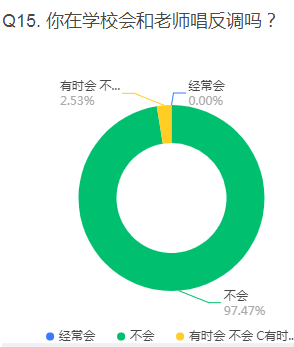 Q15. 你在学校会和老师唱反调吗？
有时会 不...
2.53%
经常会
0.00%
不会
97.47%
经常会 不会 有时会 不会 C有时..